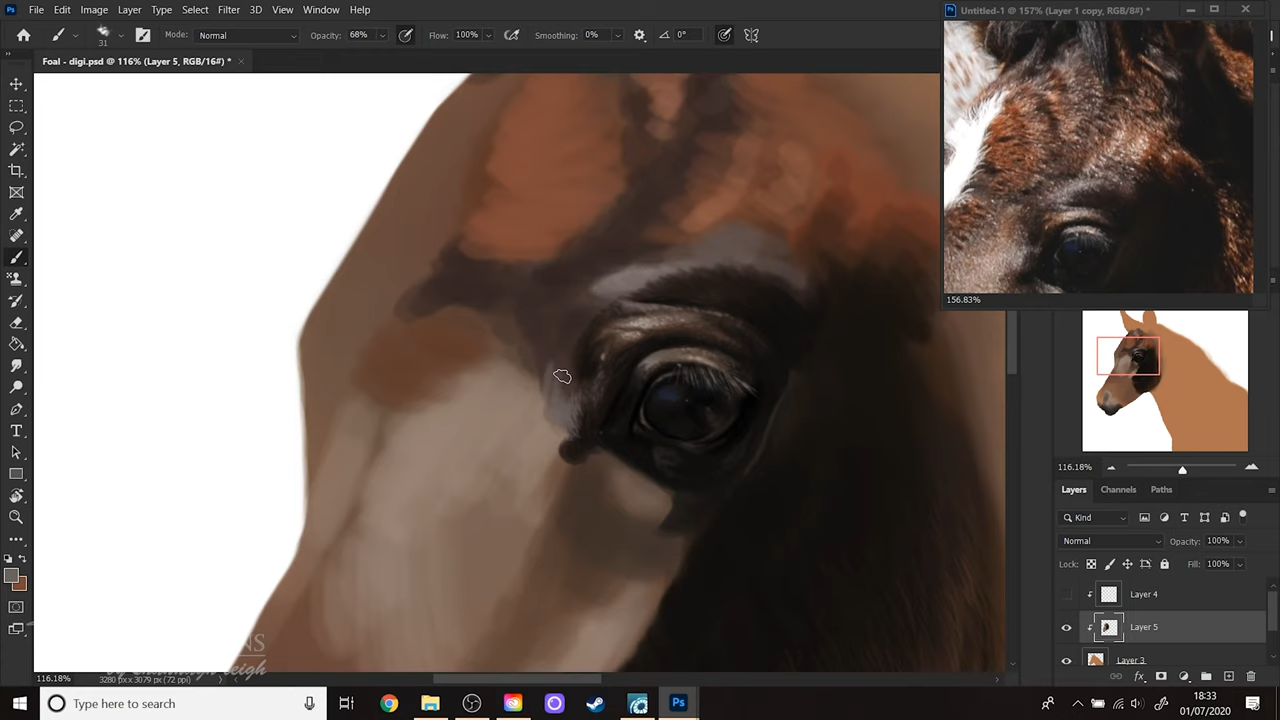 File Edit Image Layer Type Select Filter 3D View Window Help
Untitled-1 @ 157% (Layer 1 copy, RGB/8#) *
31 Mode: Normal Opacity: 68% Flow: 100% Smoothing: 0% 0°
Foal - digi.psd @ 116% (Layer 5, RGB/16#) *
156.83%
116.18%
Layers Channels Paths
Kind
Normal Opacity: 100%
Lock: Fill: 100%
Layer 4
Layer 5
Layer 3
116.18% 3280 px x 3079 px (72 ppi)
Type here to search
18:33
01/07/2020